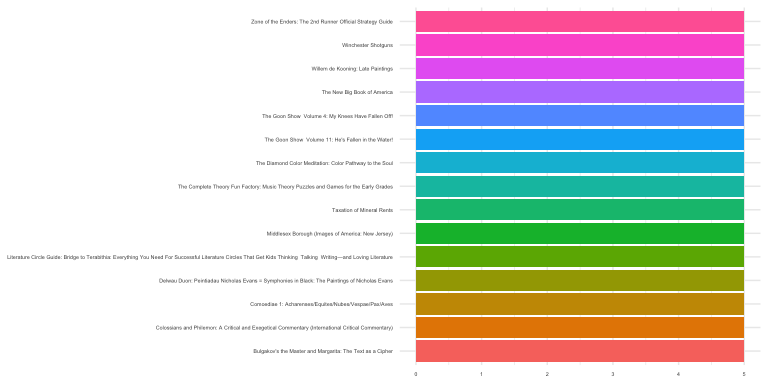 Zone of the Enders: The 2nd Runner Official Strategy Guide
Winchester Shotguns
Willem de Kooning: Late Paintings
The New Big Book of America
The Goon Show  Volume 4: My Knees Have Fallen Off!
The Goon Show  Volume 11: He's Fallen in the Water!
The Diamond Color Meditation: Color Pathway to the Soul
The Complete Theory Fun Factory: Music Theory Puzzles and Games for the Early Grades
Taxation of Mineral Rents
Middlesex Borough (Images of America: New Jersey)
Literature Circle Guide: Bridge to Terabithia: Everything You Need For Successful Literature Circles That Get Kids Thinking  Talking  Writing—and Loving Literature
Delwau Duon: Peintiadau Nicholas Evans = Symphonies in Black: The Paintings of Nicholas Evans
Comoediae 1: Acharenses/Equites/Nubes/Vespae/Pax/Aves
Colossians and Philemon: A Critical and Exegetical Commentary (International Critical Commentary)
Bulgakov's the Master and Margarita: The Text as a Cipher
0 1 2 3 4 5